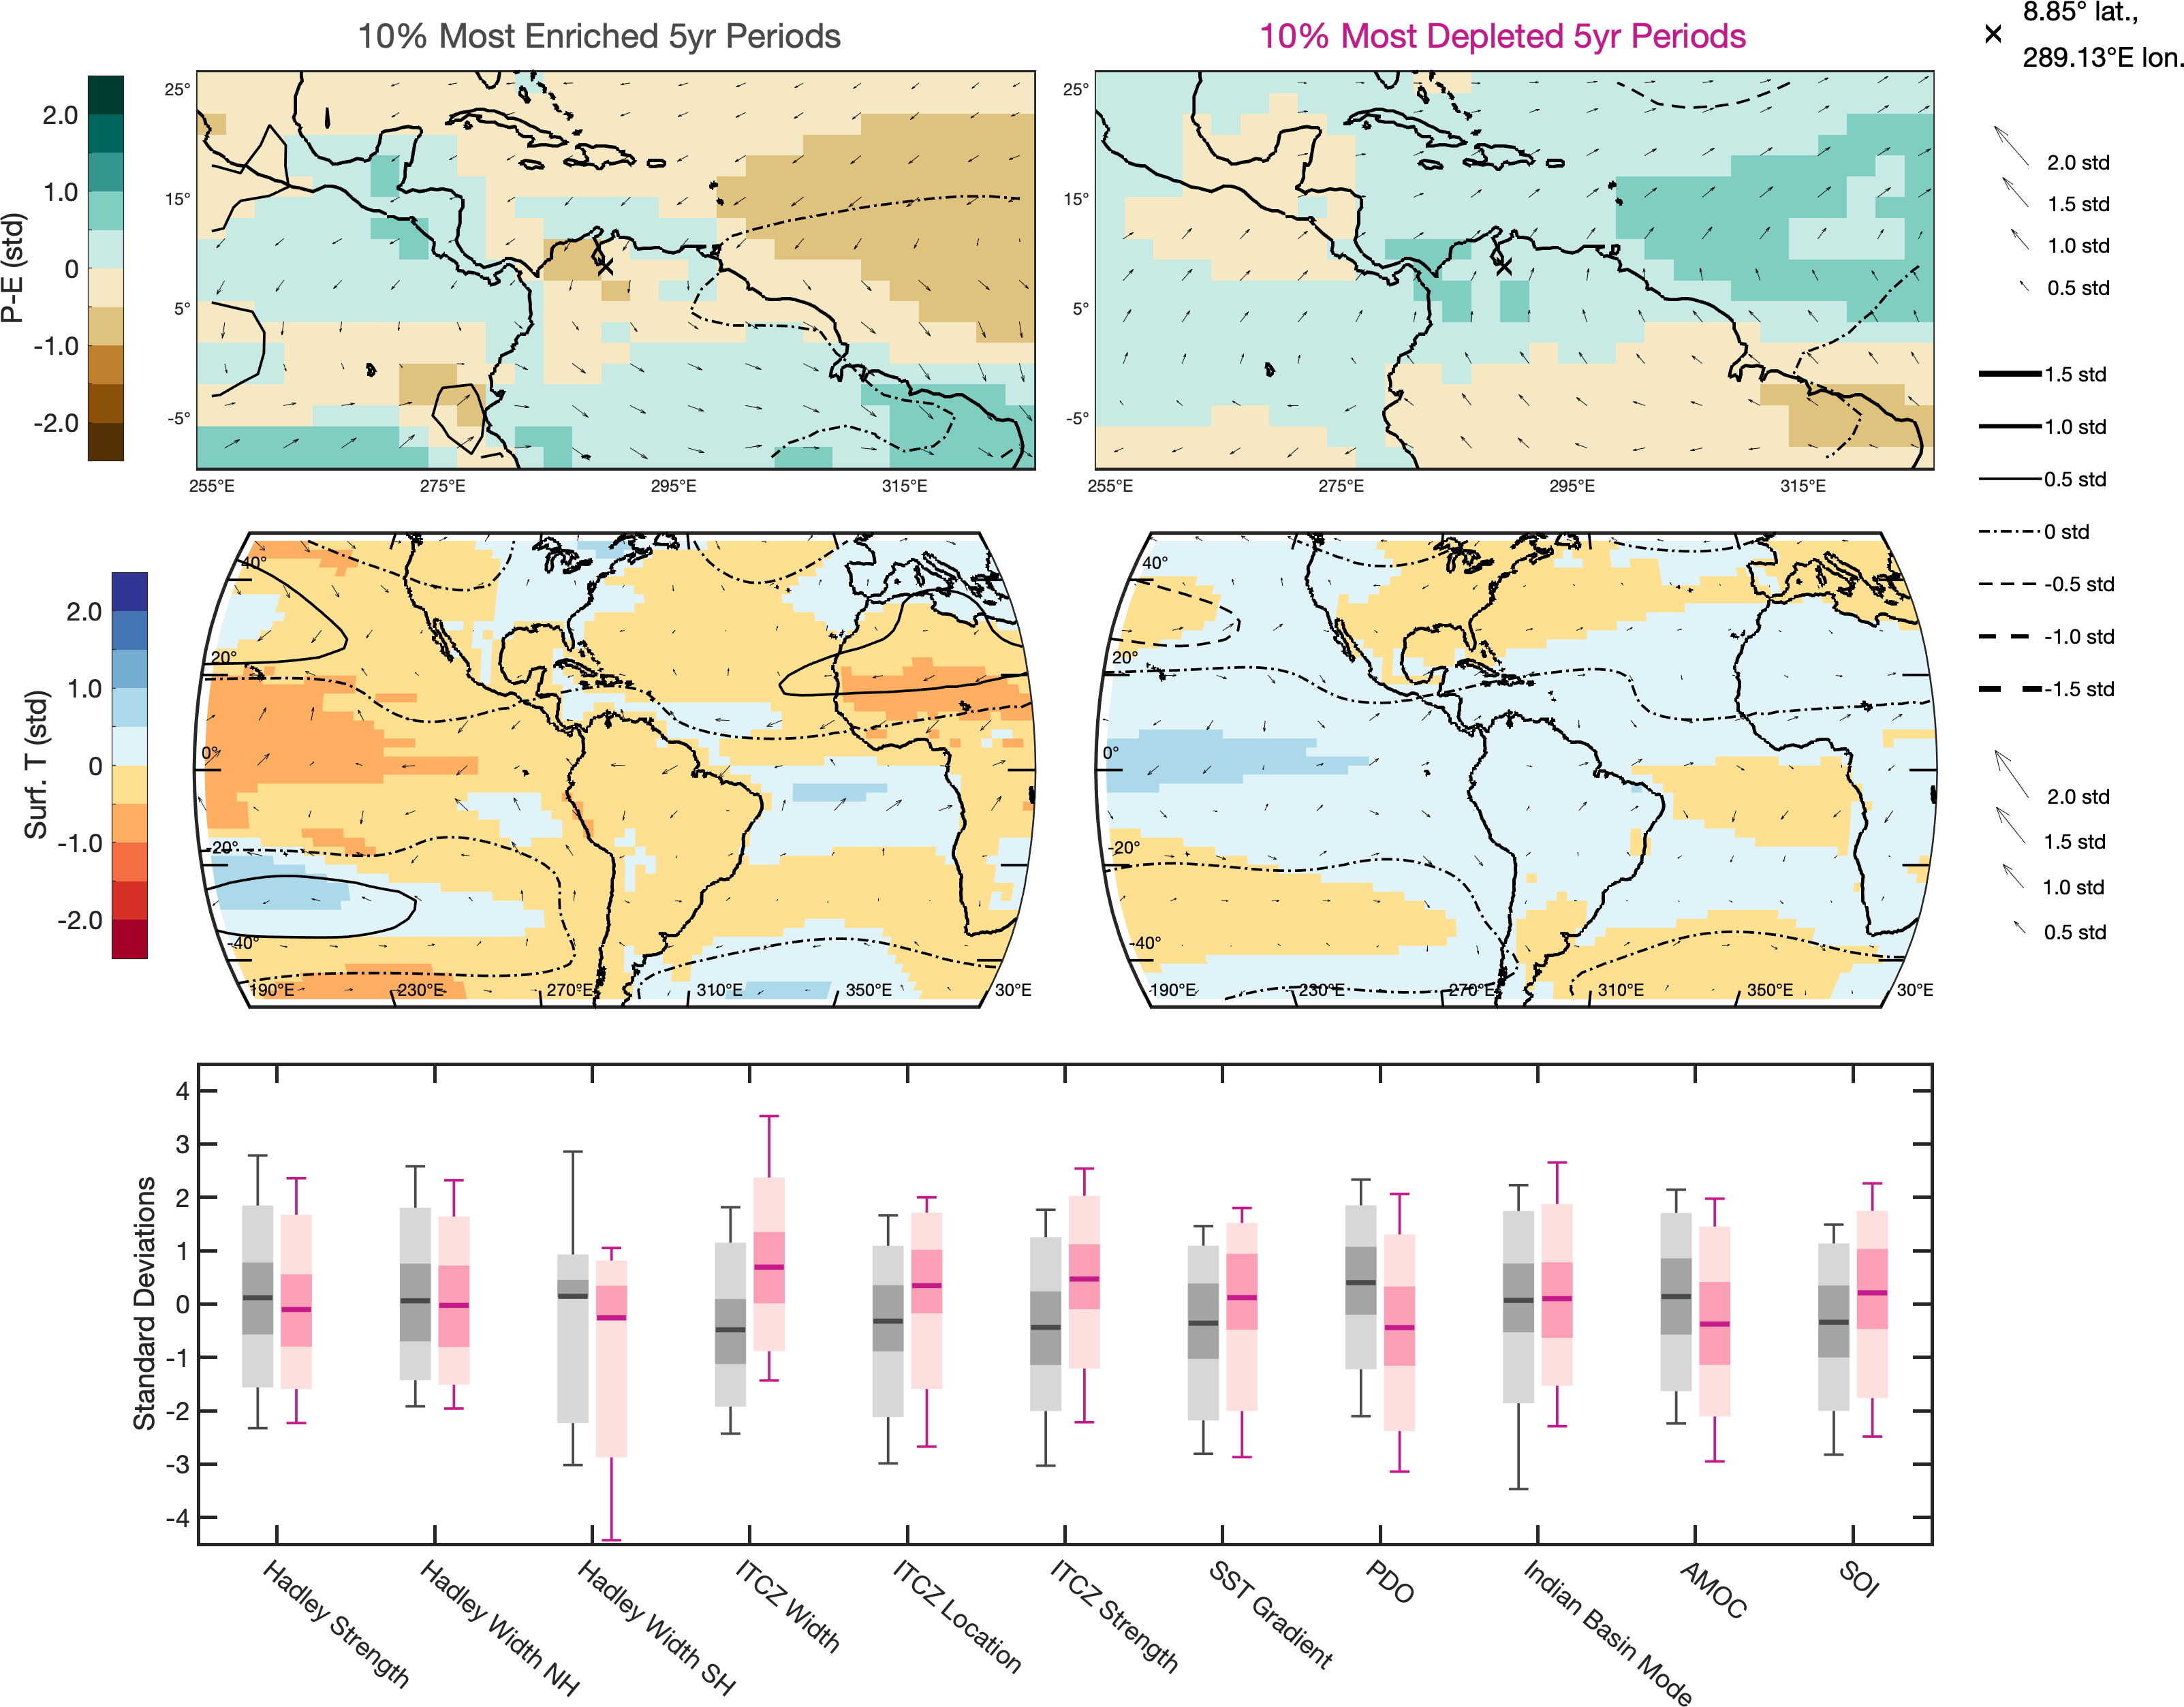 10% Most Enriched 5yr Periods
10% Most Depleted 5yr Periods
8.85° lat.,
289.13°E lon.
P-E (std)
2.0
1.0
0
-1.0
-2.0
25°
15°
5°
-5°
255°E 275°E 295°E 315°E
25°
15°
5°
-5°
255°E 275°E 295°E 315°E
2.0 std
1.5 std
1.0 std
0.5 std
1.5 std
1.0 std
0.5 std
0 std
-0.5 std
-1.0 std
-1.5 std
Surf. T (std)
2.0
1.0
0
-1.0
-2.0
40°
20°
0°
-20°
-40°
190°E 230°E 270°E 310°E 350°E 30°E
40°
20°
0°
-20°
-40°
190°E 230°E 270°E 310°E 350°E 30°E
2.0 std
1.5 std
1.0 std
0.5 std
Standard Deviations
4
3
2
1
0
-1
-2
-3
-4
Hadley Strength
Hadley Width NH
Hadley Width SH
ITCZ Width
ITCZ Location
ITCZ Strength
SST Gradient
PDO
Indian Basin Mode
AMOC
SOI